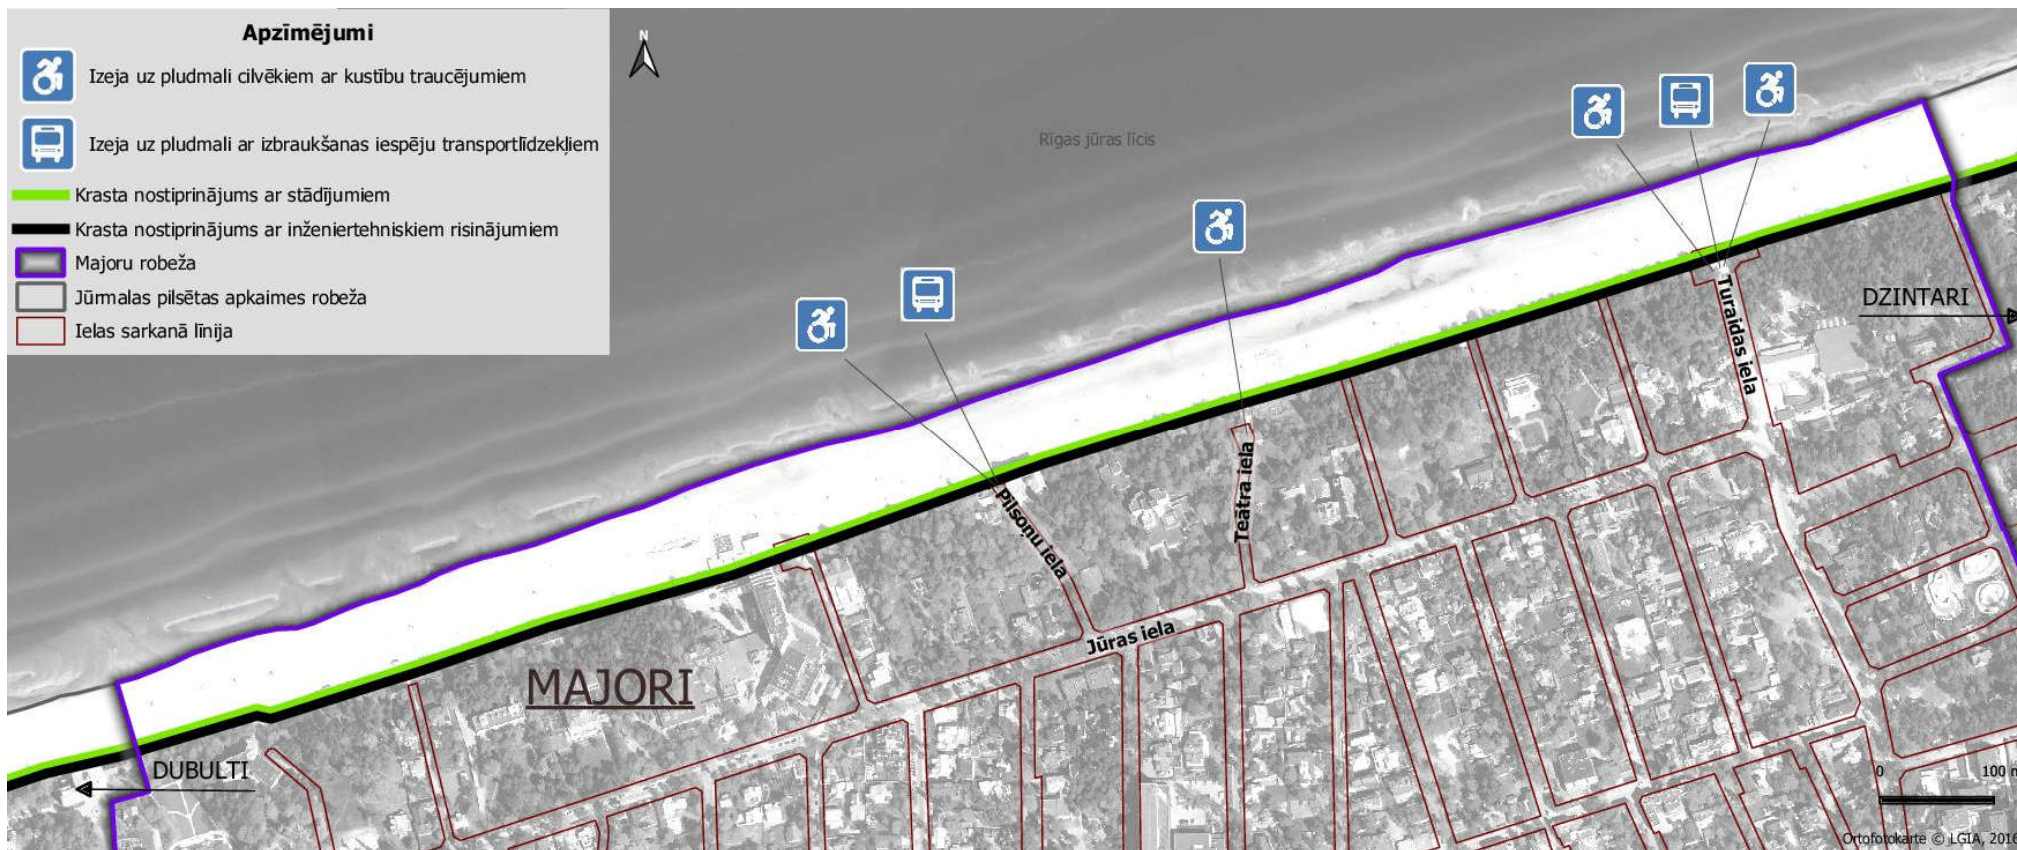 Apzīmējumi
Izeja uz pludmali cilvēkiem ar kustību traucējumiem
Izeja uz pludmali ar izbraukšanas iespēju transportlīdzekļiem
Krasta nostiprinājums ar stādījumiem
Krasta nostiprinājums ar inženiertehniskiem risinājumiem
Majoru robeža
Jūrmalas pilsētas apkaimes robeža
Ielas sarkanā līnija
N
Rīgas jūras līcis
DZINTARI
Turaidas iela
Teātra iela
Pilsoņu iela
Jūras iela
MAJORI
DUBULTI
0 100 m
Ortofotokarte © LGIA, 2016